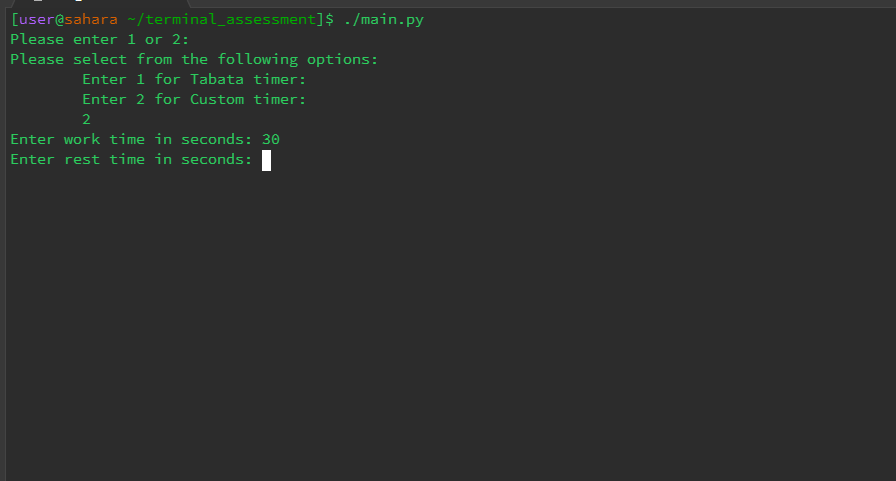 [user@sahara ~/terminal_assessment]$ ./main.py
Please enter 1 or 2:
Please select from the following options:
        Enter 1 for Tabata timer:
        Enter 2 for Custom timer:
        2
Enter work time in seconds: 30
Enter rest time in seconds: